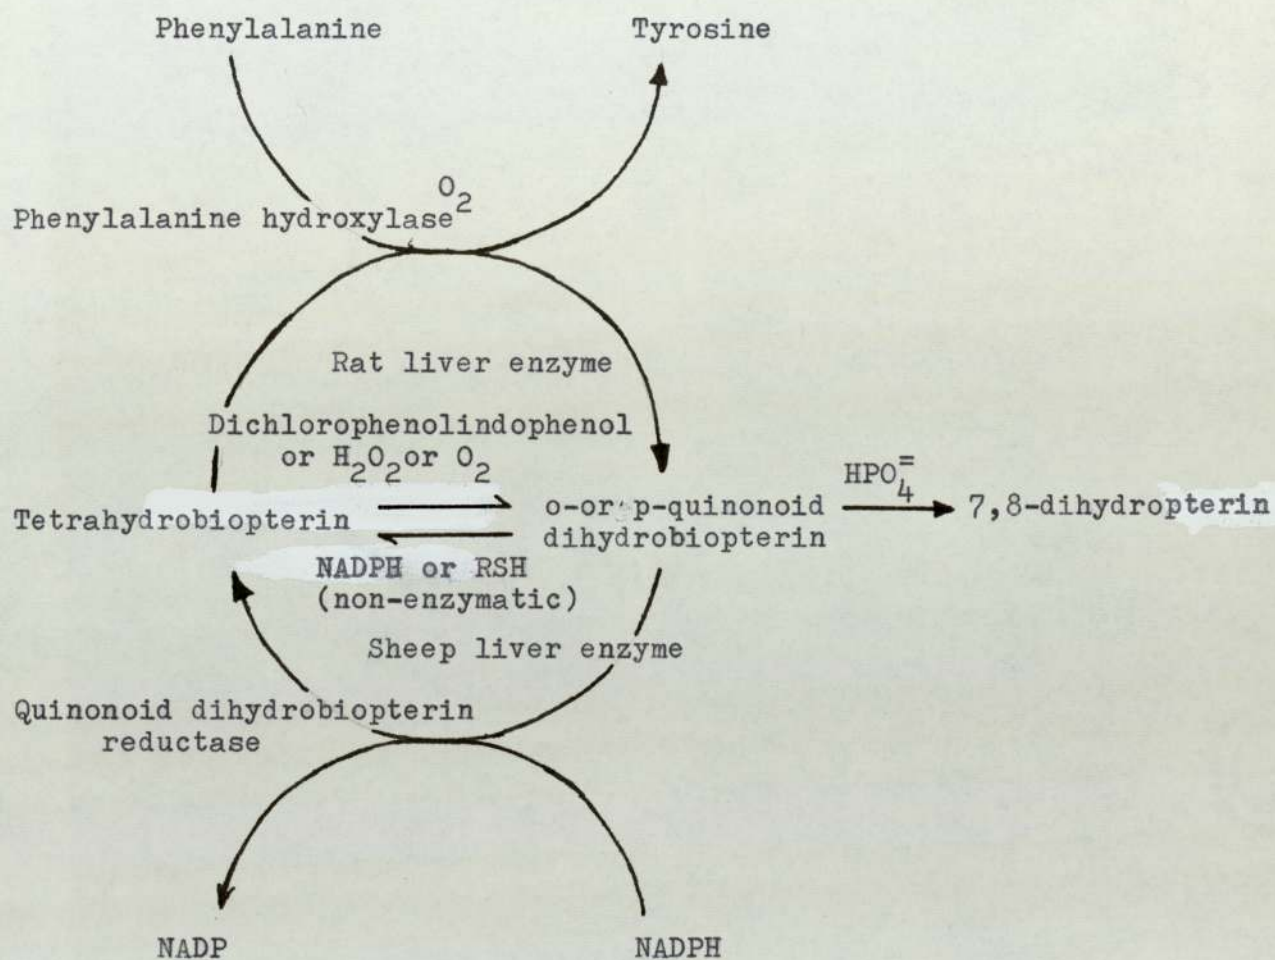 Phenylalanine
Tyrosine
O2
Phenylalanine hydroxylase
Rat liver enzyme
Dichlorophenolindophenol
or H2O2 or O2
HPO4=
Tetrahydrobiopterin
o-or p-quinonoid
dihydrobiopterin
7,8-dihydropterin
NADPH or RSH
(non-enzymatic)
Sheep liver enzyme
Quinonoid dihydrobiopterin
reductase
NADP
NADPH